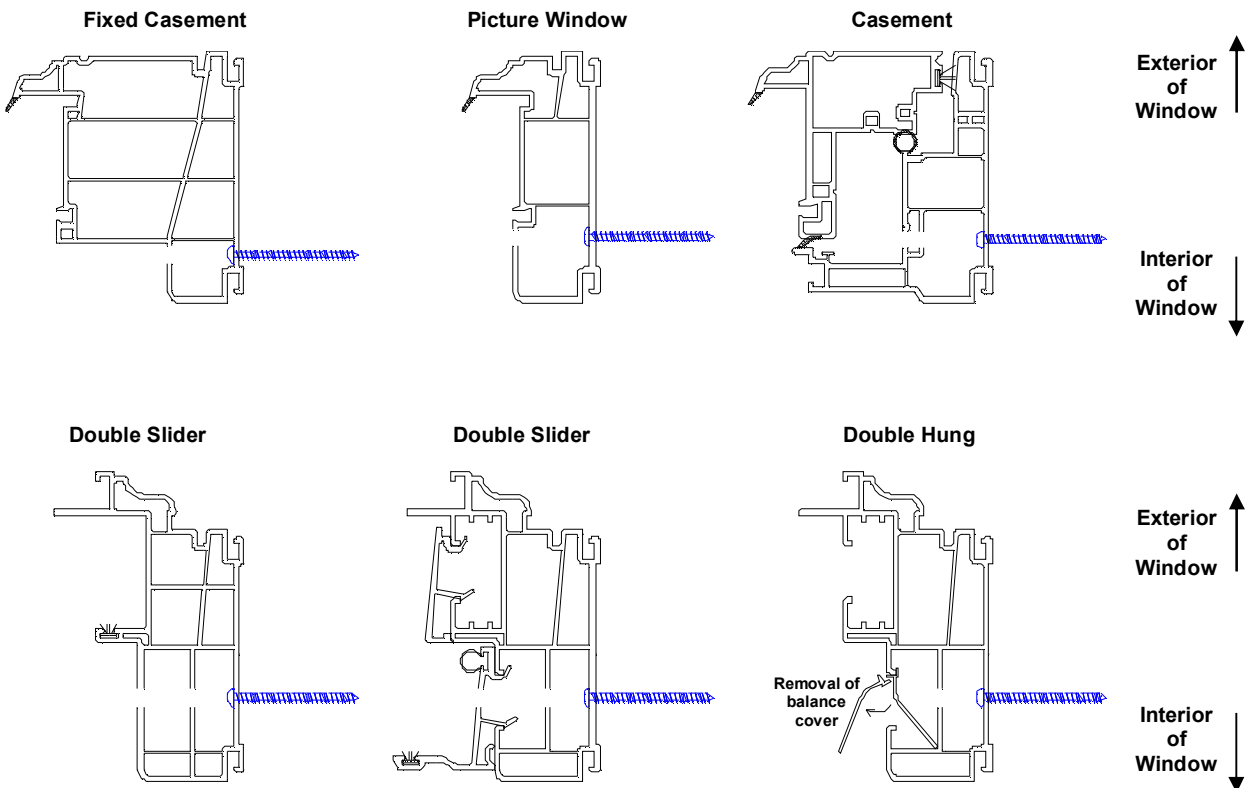 Fixed Casement
Picture Window
Casement
Exterior
of
Window
Interior
of
Window
Double Slider
Double Slider
Double Hung
Exterior
of
Window
Removal of
balance
cover
Interior
of
Window